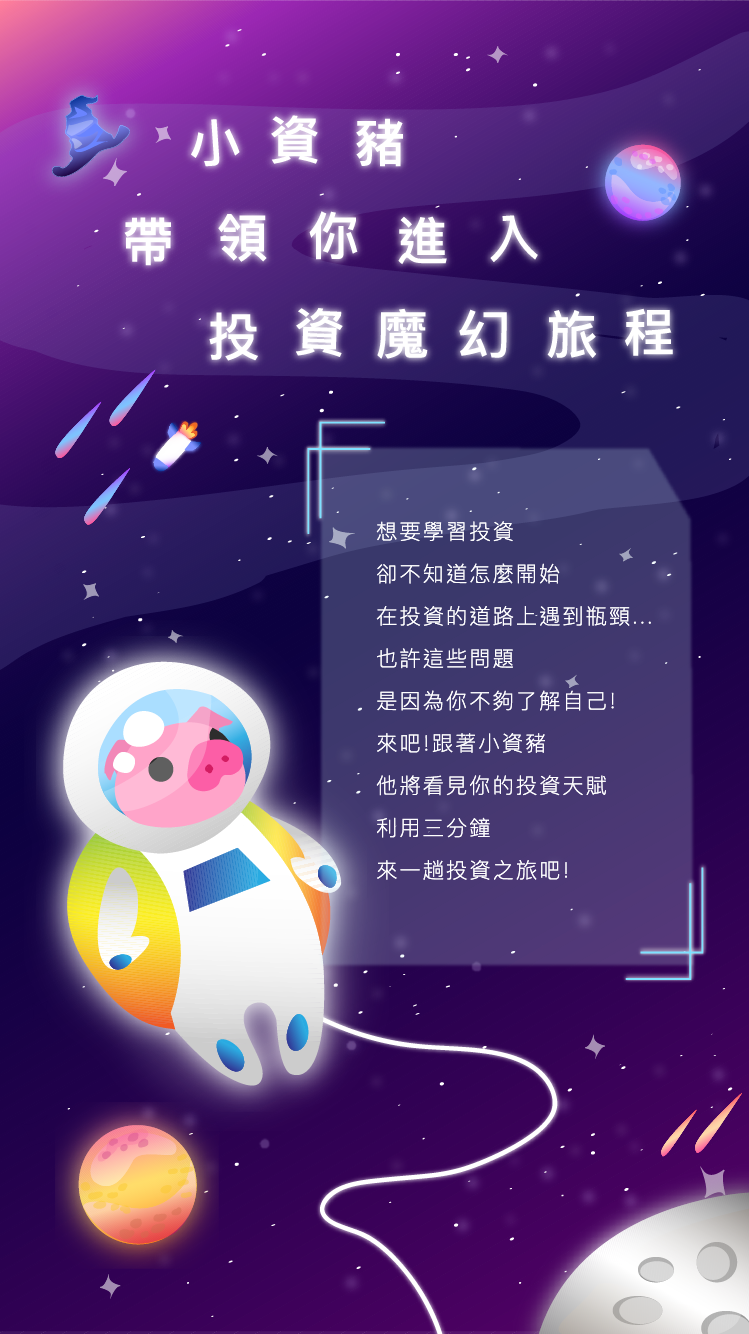 小資豬
帶領你進入
投資魔幻旅程
想要學習投資
卻不知道怎麼開始
在投資的道路上遇到瓶頸...
也許這些問題
是因為你不夠了解自己!
來吧!跟著小資豬
他將看見你的投資天賦
利用三分鐘
來一趟投資之旅吧!